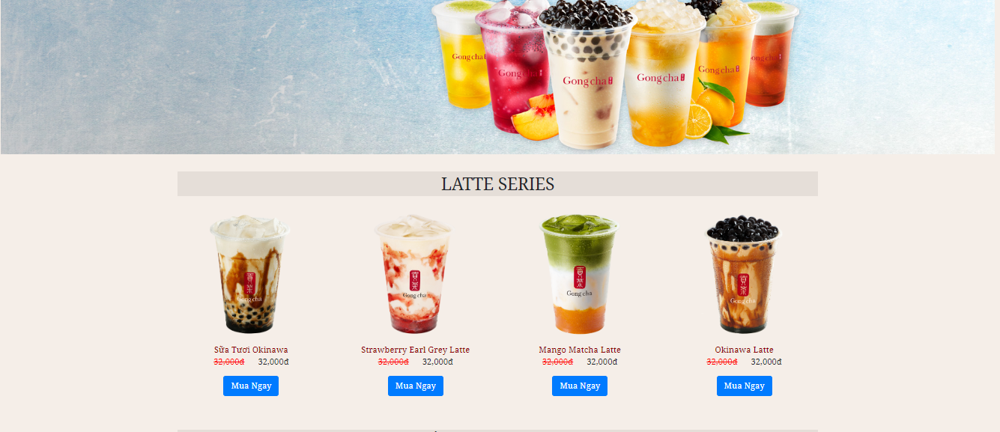 Gong cha
Gong cha
Gong cha
Gong cha
Gong cha
LATTE SERIES
貢茶
Gong cha
貢茶
Gong cha
貢茶
Gong cha
貢茶
Gong cha
Sữa Tươi Okinawa
Strawberry Earl Grey Latte
Mango Matcha Latte
Okinawa Latte
32,000đ 32,000đ
32,000đ 32,000đ
32,000đ 32,000đ
32,000đ 32,000đ
Mua Ngay
Mua Ngay
Mua Ngay
Mua Ngay